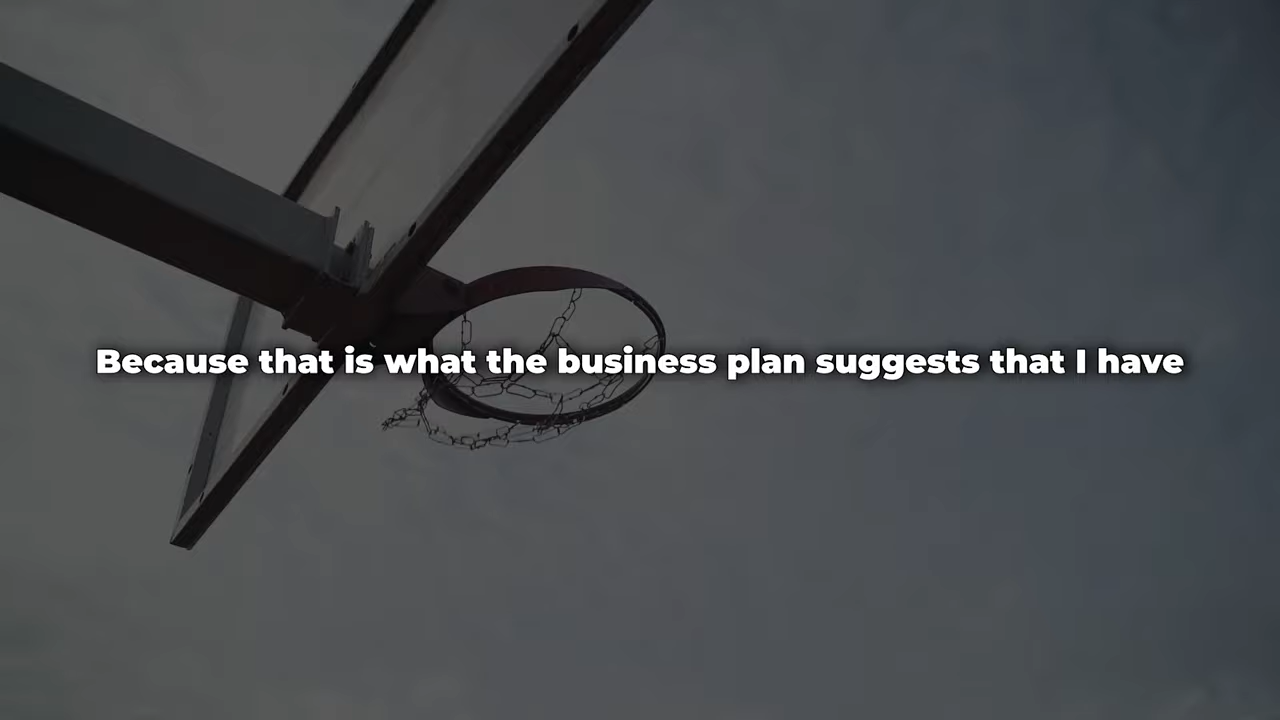 Because that is what the business plan suggests that I have